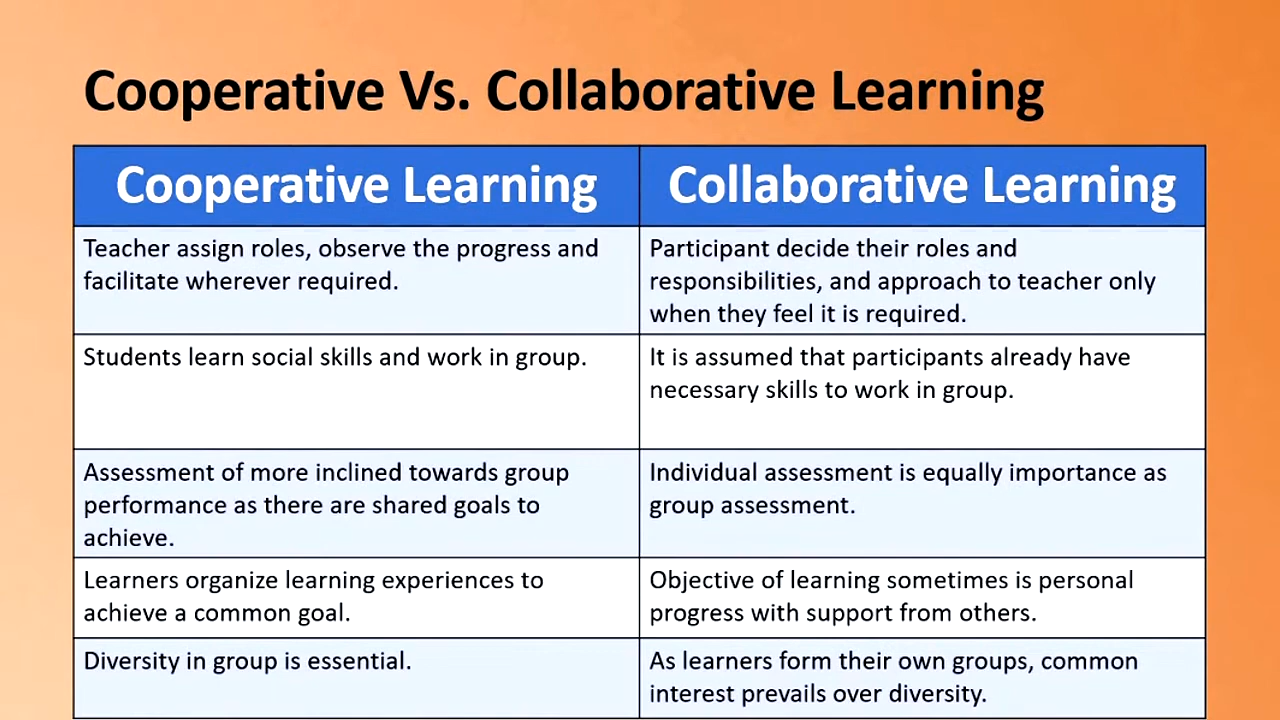 Cooperative Vs. Collaborative Learning
Cooperative Learning
Collaborative Learning
Teacher assign roles, observe the progress and
facilitate wherever required.
Participant decide their roles and
responsibilities, and approach to teacher only
when they feel it is required.
Students learn social skills and work in group.
It is assumed that participants already have
necessary skills to work in group.
Assessment of more inclined towards group
performance as there are shared goals to
achieve.
Individual assessment is equally importance as
group assessment.
Learners organize learning experiences to
achieve a common goal.
Objective of learning sometimes is personal
progress with support from others.
Diversity in group is essential.
As learners form their own groups, common
interest prevails over diversity.